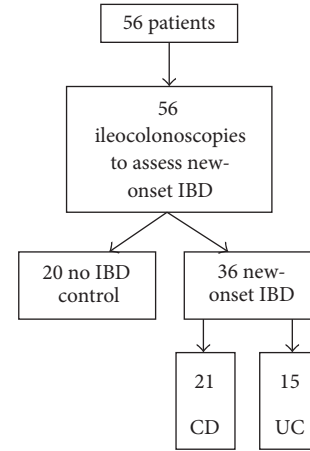 56 patients
56
ileocolonoscopies
to assess new-
onset IBD
20 no IBD
control
36 new-
onset IBD
21
CD
15
UC